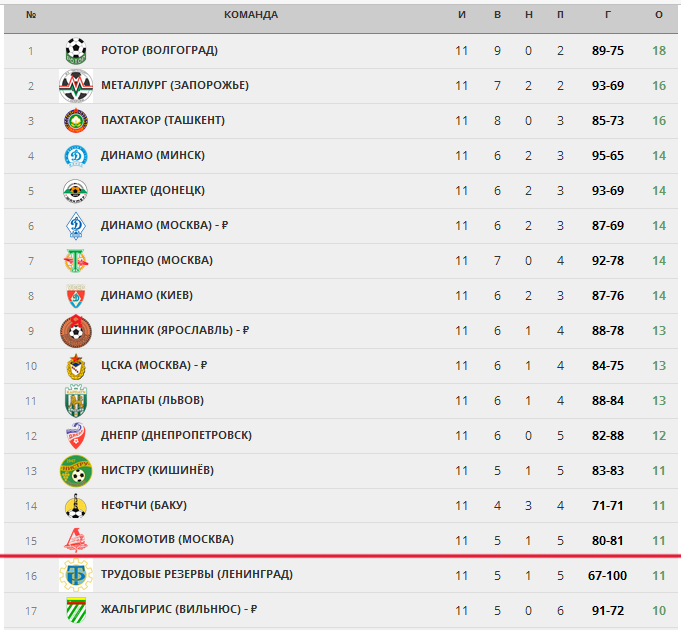 № КОМАНДА И В Н П Г О
1 РОТОР (ВОЛГОГРАД) 11 9 0 2 89-75 18
2 МЕТАЛЛУРГ (ЗАПОРОЖЬЕ) 11 7 2 2 93-69 16
3 ПАХТАКОР (ТАШКЕНТ) 11 8 0 3 85-73 16
4 ДИНАМО (МИНСК) 11 6 2 3 95-65 14
5 ШАХТЕР (ДОНЕЦК) 11 6 2 3 93-69 14
6 ДИНАМО (МОСКВА) - ₽ 11 6 2 3 87-69 14
7 ТОРПЕДО (МОСКВА) 11 7 0 4 92-78 14
8 ДИНАМО (КИЕВ) 11 6 2 3 87-76 14
9 ШИННИК (ЯРОСЛАВЛЬ) - ₽ 11 6 1 4 88-78 13
10 ЦСКА (МОСКВА) - ₽ 11 6 1 4 84-75 13
11 КАРПАТЫ (ЛЬВОВ) 11 6 1 4 88-84 13
12 ДНЕПР (ДНЕПРОПЕТРОВСК) 11 6 0 5 82-88 12
13 НИСТРУ (КИШИНЁВ) 11 5 1 5 83-83 11
14 НЕФТЧИ (БАКУ) 11 4 3 4 71-71 11
15 ЛОКОМОТИВ (МОСКВА) 11 5 1 5 80-81 11
16 ТРУДОВЫЕ РЕЗЕРВЫ (ЛЕНИНГРАД) 11 5 1 5 67-100 11
17 ЖАЛЬГИРИС (ВИЛЬНЮС) - ₽ 11 5 0 6 91-72 10